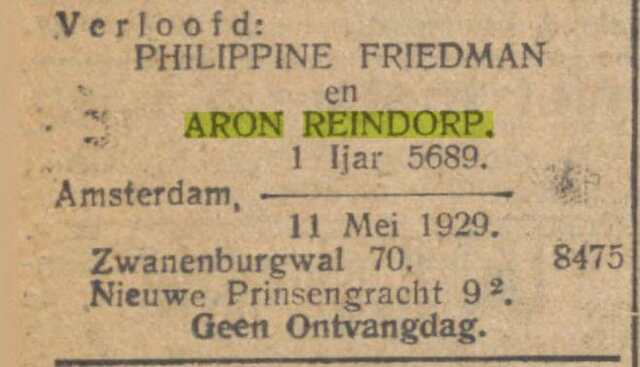 Verloofd:
PHILIPPINE FRIEDMAN
en
ARON REINDORP.
1 Ijar 5689.
Amsterdam,
11 Mei 1929.
Zwanenburgwal 70. 8475
Nieuwe Prinsengracht 9².
Geen Ontvangdag.